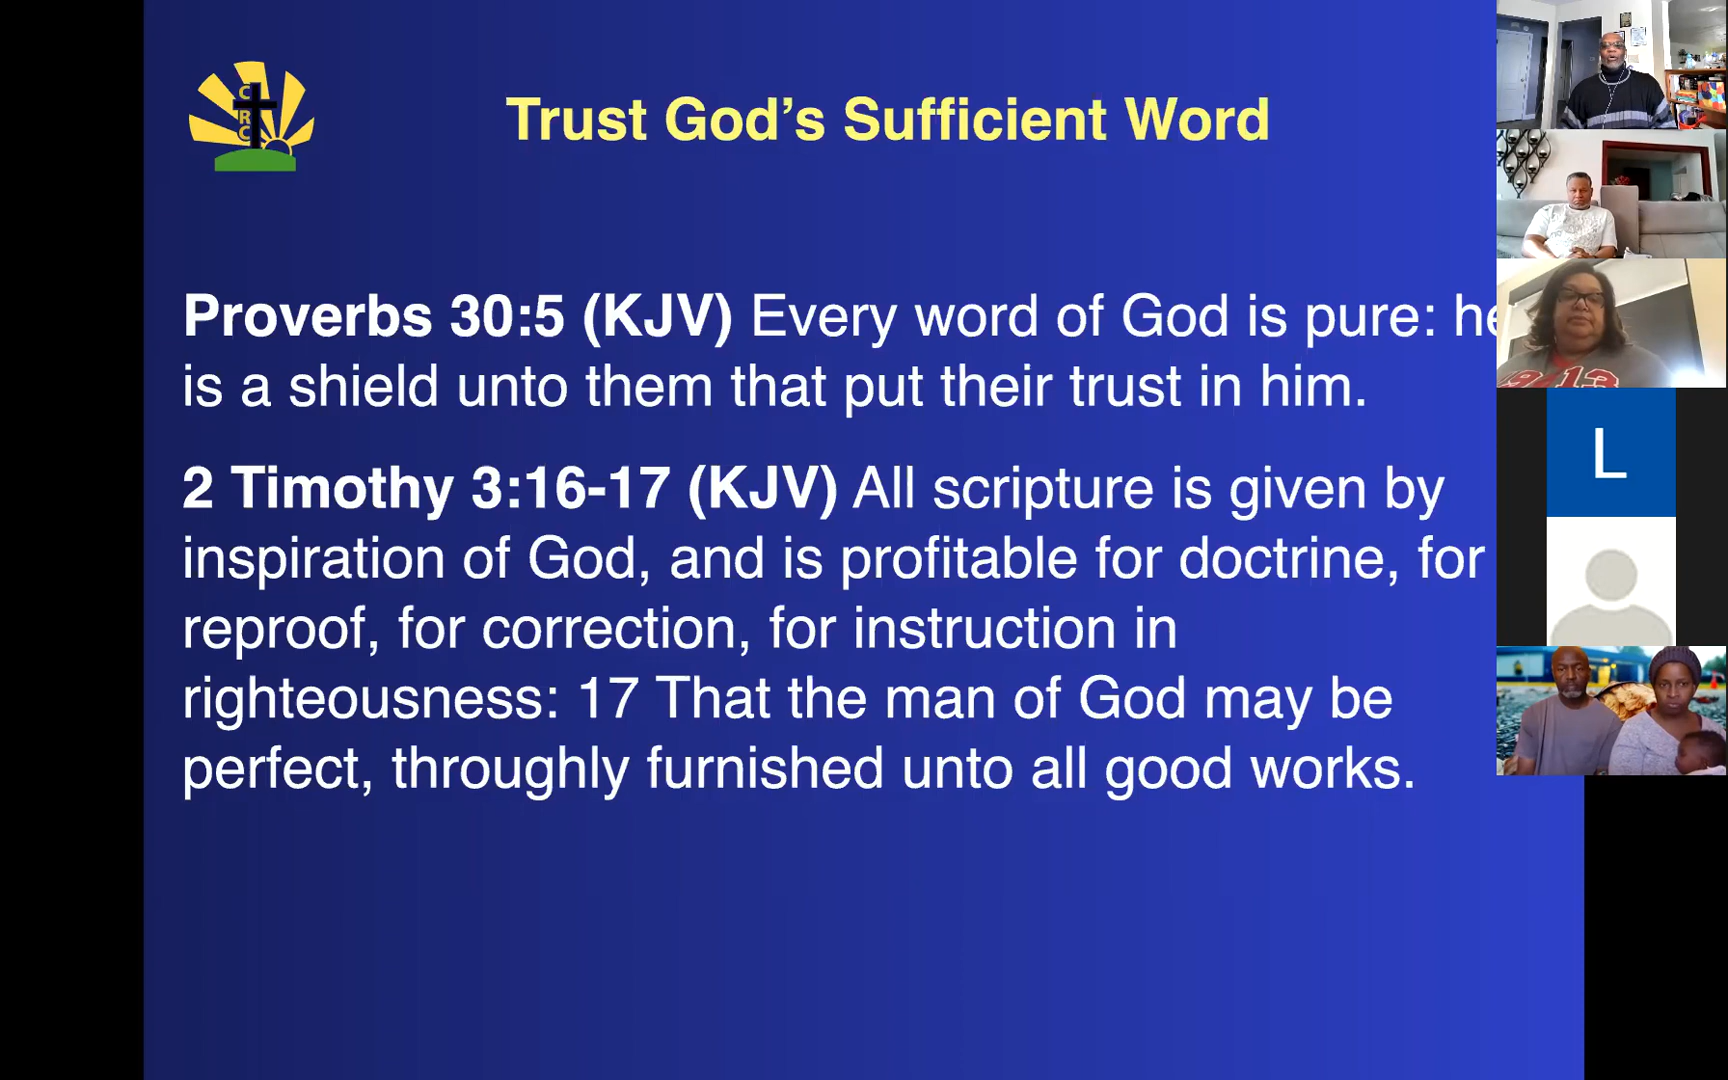 C
R
C
Trust God’s Sufficient Word
Proverbs 30:5 (KJV) Every word of God is pure: he
is a shield unto them that put their trust in him.
2 Timothy 3:16-17 (KJV) All scripture is given by
inspiration of God, and is profitable for doctrine, for
reproof, for correction, for instruction in
righteousness: 17 That the man of God may be
perfect, throughly furnished unto all good works.
1913
L